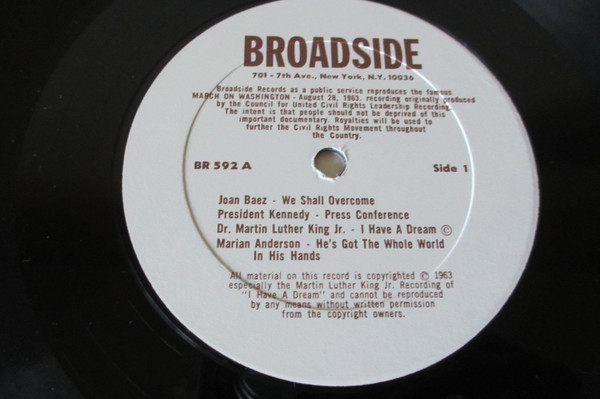 BROADSIDE
701 - 7th Ave., New York, N.Y. 10036
Broadside Records as a public service reproduces the famous
MARCH ON WASHINGTON - August 28, 1963, recording originally produced
by the Council for United Civil Rights Leadership Recording.
The intent is that people should not be deprived of this
important documentary. Royalties will be used to
further the Civil Rights Movement throughout
the Country.
BR 592 A
Side 1
Joan Baez - We Shall Overcome
President Kennedy - Press Conference
Dr. Martin Luther King Jr. - I Have A Dream ©
Marian Anderson - He's Got The Whole World
In His Hands
All material on this record is copyrighted © 1963
especially the Martin Luther King Jr. Recording of
"I Have A Dream" and cannot be reproduced
by any means without written permission
from the copyright owners.